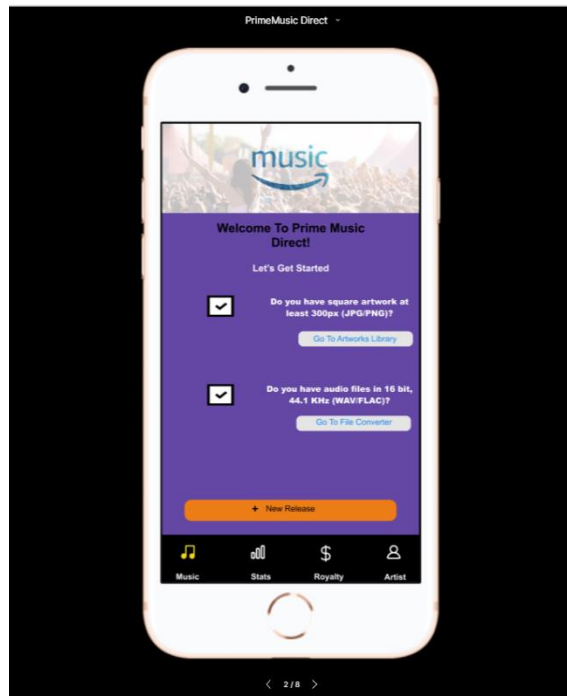 PrimeMusic Direct
music
Welcome To Prime Music
Direct!
Let's Get Started
Do you have square artwork at
least 300px (JPG/PNG)?
Go To Artworks Library
Do you have audio files in 16 bit,
44.1 KHz (WAV/FLAC)?
Go To File Converter
+ New Release
Music Stats Royalty Artist
2/8